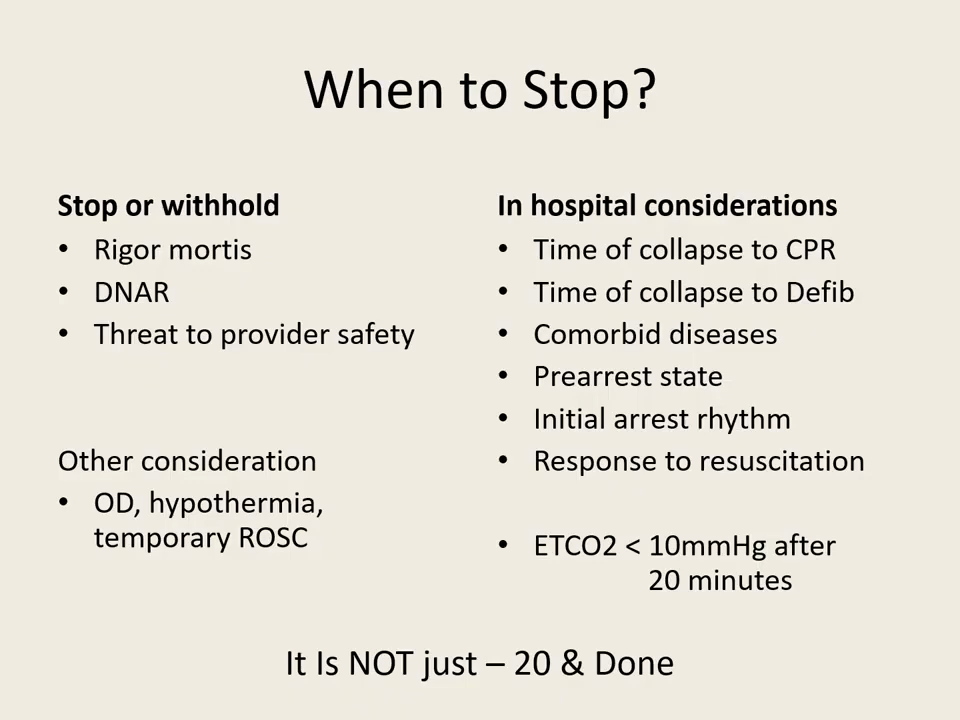 When to Stop?
Stop or withhold
• Rigor mortis
• DNAR
• Threat to provider safety
Other consideration
• OD, hypothermia,
temporary ROSC
In hospital considerations
• Time of collapse to CPR
• Time of collapse to Defib
• Comorbid diseases
• Prearrest state
• Initial arrest rhythm
• Response to resuscitation
• ETCO2 < 10mmHg after
20 minutes
It Is NOT just – 20 & Done